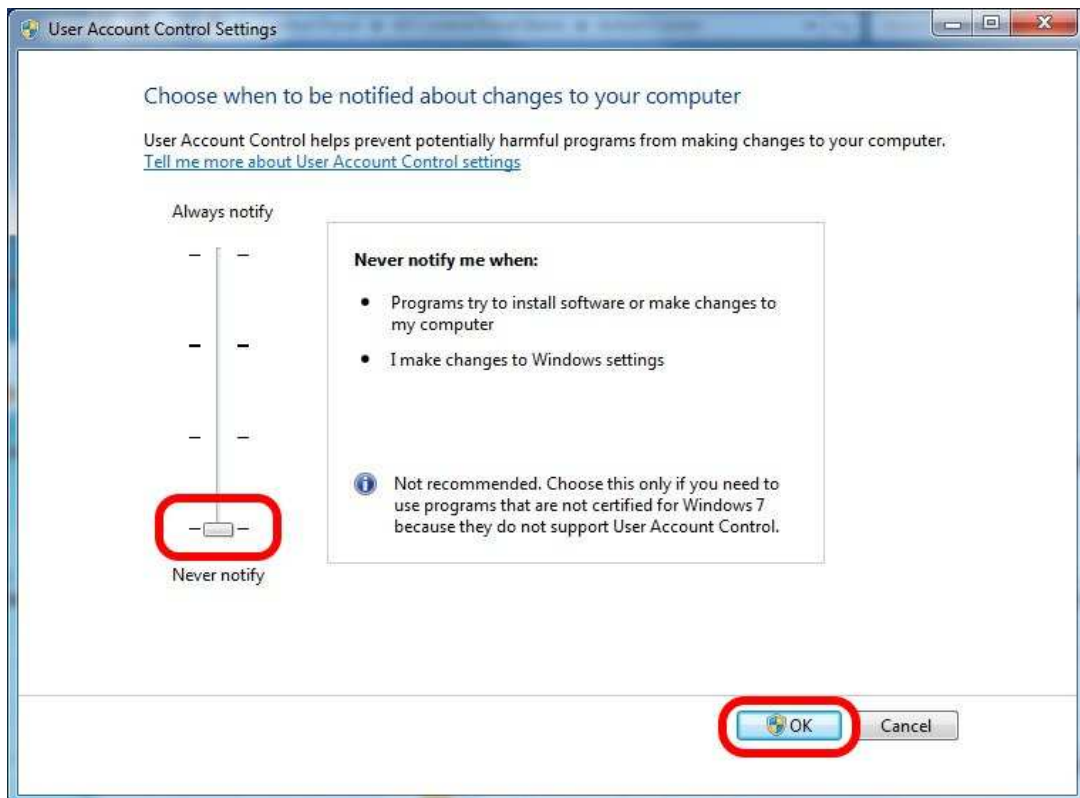 User Account Control Settings
Choose when to be notified about changes to your computer
User Account Control helps prevent potentially harmful programs from making changes to your computer.
Tell me more about User Account Control settings
Always notify
Never notify me when:
• Programs try to install software or make changes to
my computer
• I make changes to Windows settings
Not recommended. Choose this only if you need to
use programs that are not certified for Windows 7
because they do not support User Account Control.
Never notify
OK
Cancel